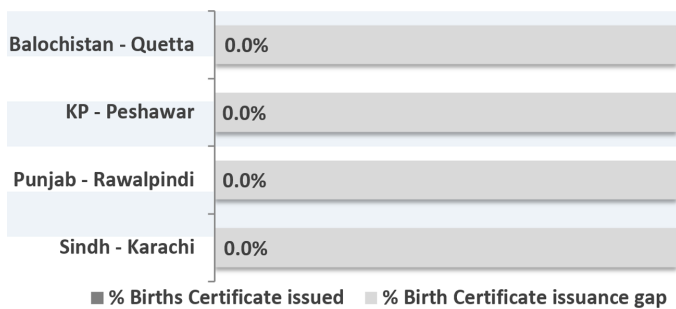 Balochistan - Quetta 0.0%
KP - Peshawar 0.0%
Punjab - Rawalpindi 0.0%
Sindh - Karachi 0.0%
% Births Certificate issued % Birth Certificate issuance gap